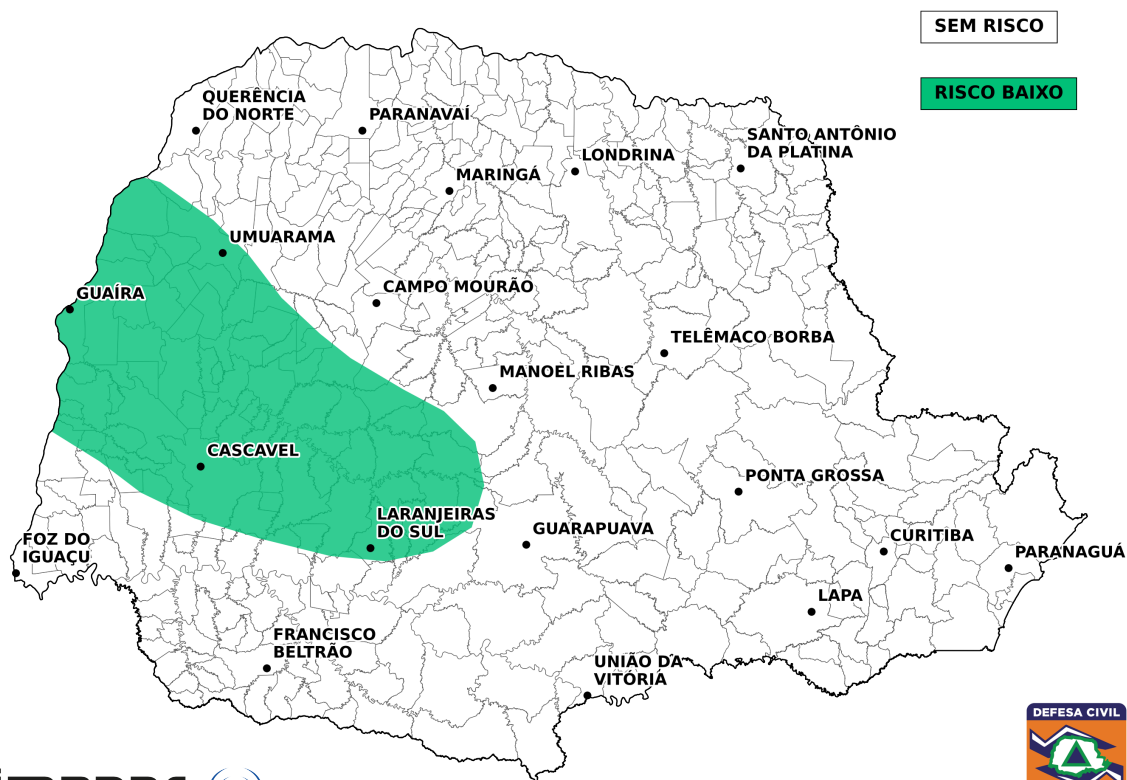 SEM RISCO
RISCO BAIXO
QUERÊNCIA
DO NORTE
PARANAVAÍ
SANTO ANTÔNIO
DA PLATINA
LONDRINA
MARINGÁ
UMUARAMA
CAMPO MOURÃO
GUAÍRA
TELÊMACO BORBA
MANOEL RIBAS
CASCAVEL
PONTA GROSSA
LARANJEIRAS
DO SUL
GUARAPUAVA
CURITIBA
FOZ DO
IGUAÇU
PARANAGUÁ
LAPA
FRANCISCO
BELTRÃO
UNIÃO DA
VITÓRIA
DEFESA CIVIL